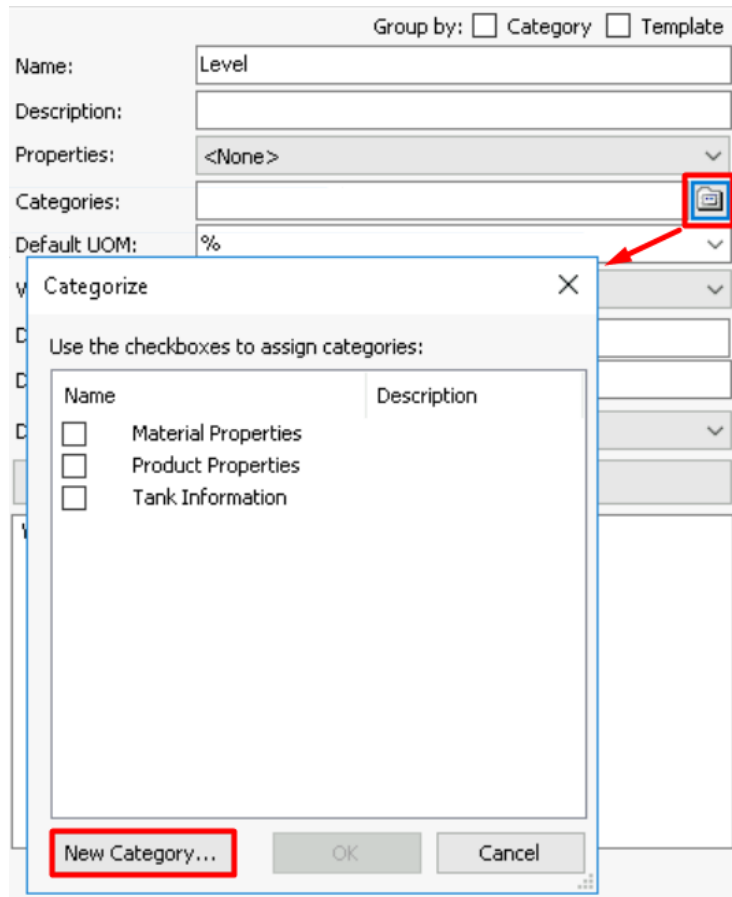 Group by: Category Template
Name: Level
Description:
Properties: <None>
Categories:
Default UOM: %
Categorize
Use the checkboxes to assign categories:
Name Description
Material Properties
Product Properties
Tank Information
New Category... OK Cancel